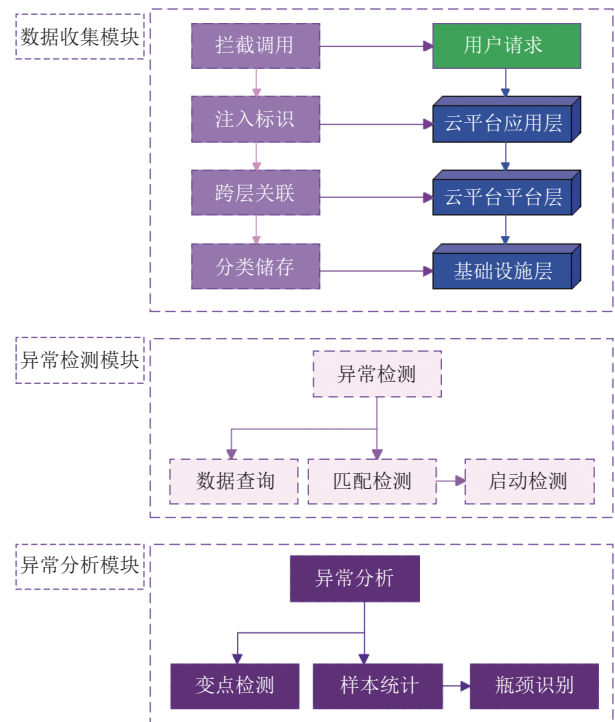 数据收集模块
拦截调用
用户请求
注入标识
云平台应用层
跨层关联
云平台平台层
分类储存
基础设施层
异常检测模块
异常检测
数据查询
匹配检测
启动检测
异常分析模块
异常分析
变点检测
样本统计
瓶颈识别